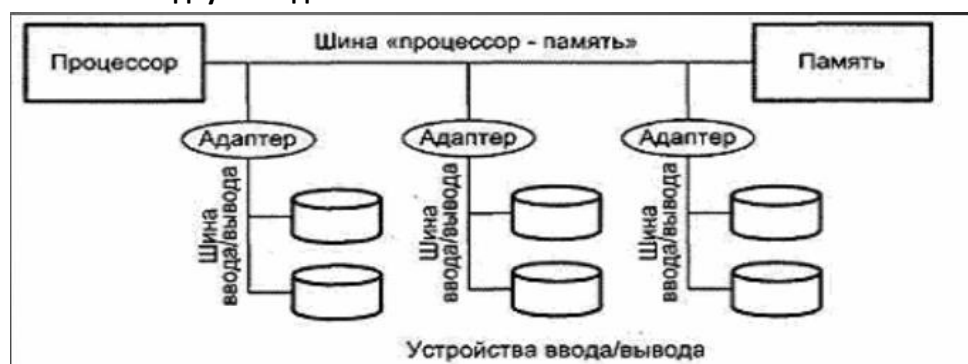 Шина «процессор - память»
Процессор
Память
Адаптер
Адаптер
Адаптер
Шина
ввода/вывода
Шина
ввода/вывода
Шина
ввода/вывода
Устройства ввода/вывода